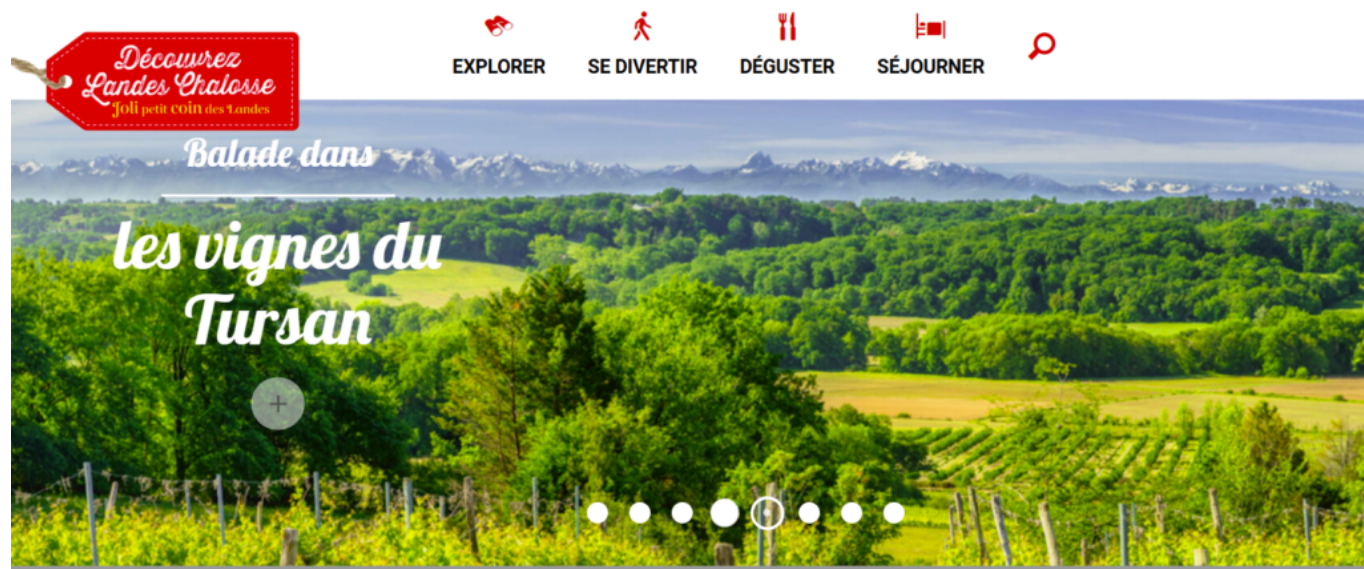 Découvrez
Landes Chalosse
Joli petit coin des Landes
EXPLORER
SE DIVERTIR
DÉGUSTER
SÉJOURNER
Balade dans
les vignes du
Tursan
+